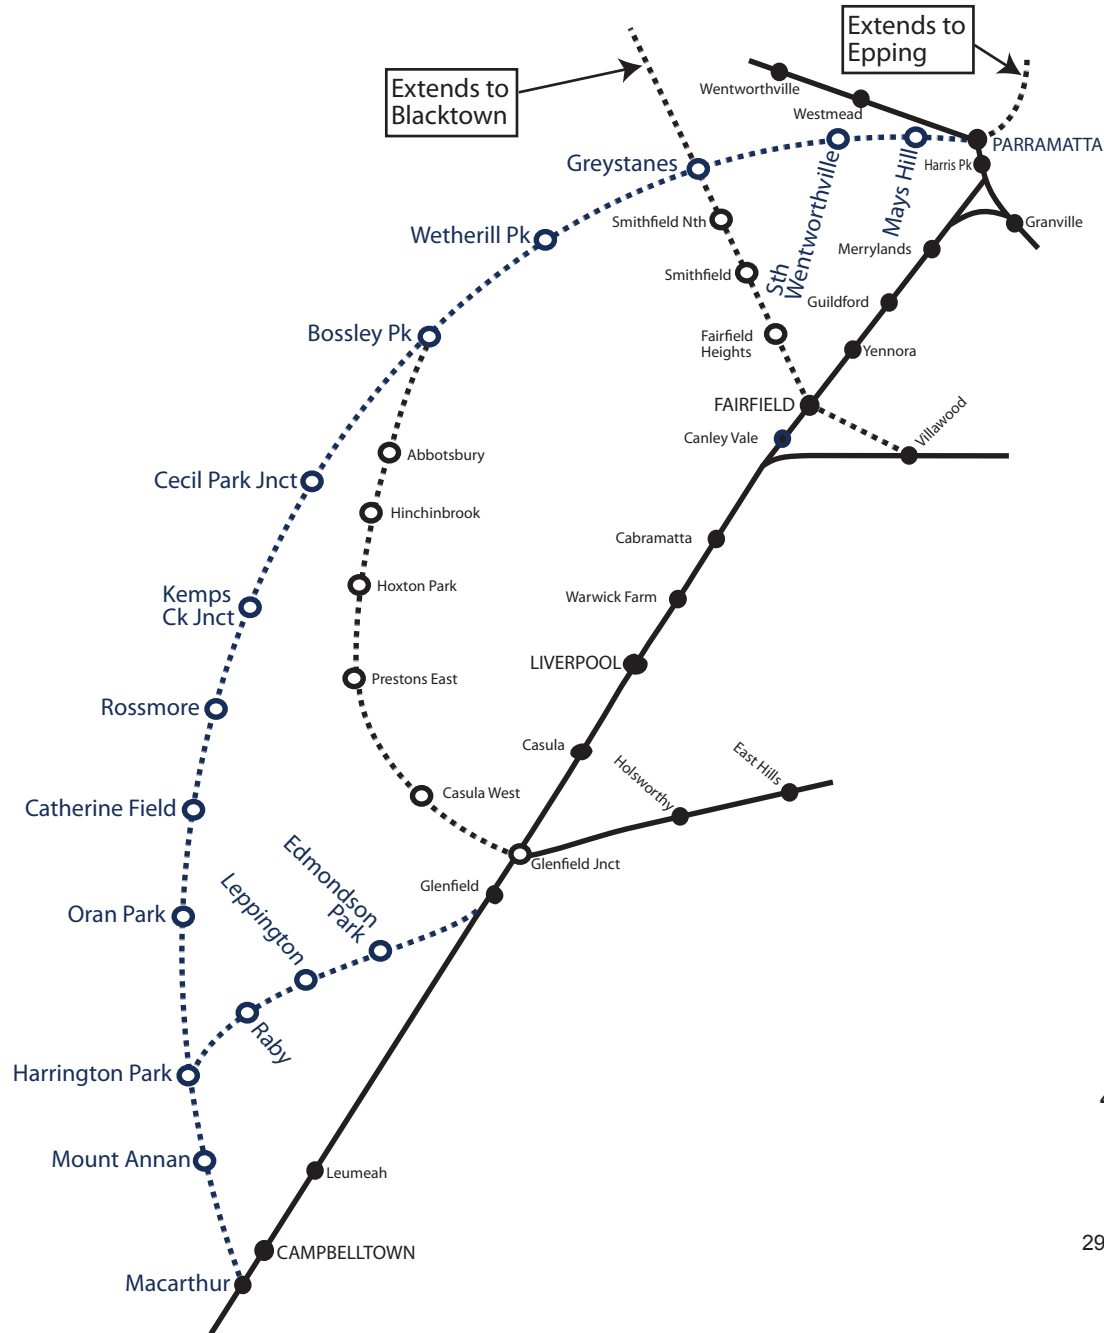 Extends to
Epping
Extends to
Blacktown
Wentworthville
Westmead
PARRAMATTA
Harris Pk
Greystanes
Sth
Wentworthville
Mays Hill
Granville
Smithfield Nth
Wetherill Pk
Merrylands
Smithfield
Guildford
Bossley Pk
Fairfield
Heights
Yennora
FAIRFIELD
Canley Vale
Villawood
Abbotsbury
Cecil Park Jnct
Hinchinbrook
Cabramatta
Hoxton Park
Kemps
Ck Jnct
Warwick Farm
LIVERPOOL
Prestons East
Rossmore
Casula
Holsworthy
East Hills
Casula West
Catherine Field
Glenfield Jnct
Edmondson
Park
Glenfield
Leppington
Oran Park
Raby
Harrington Park
Mount Annan
Leumeah
29
CAMPBELLTOWN
Macarthur